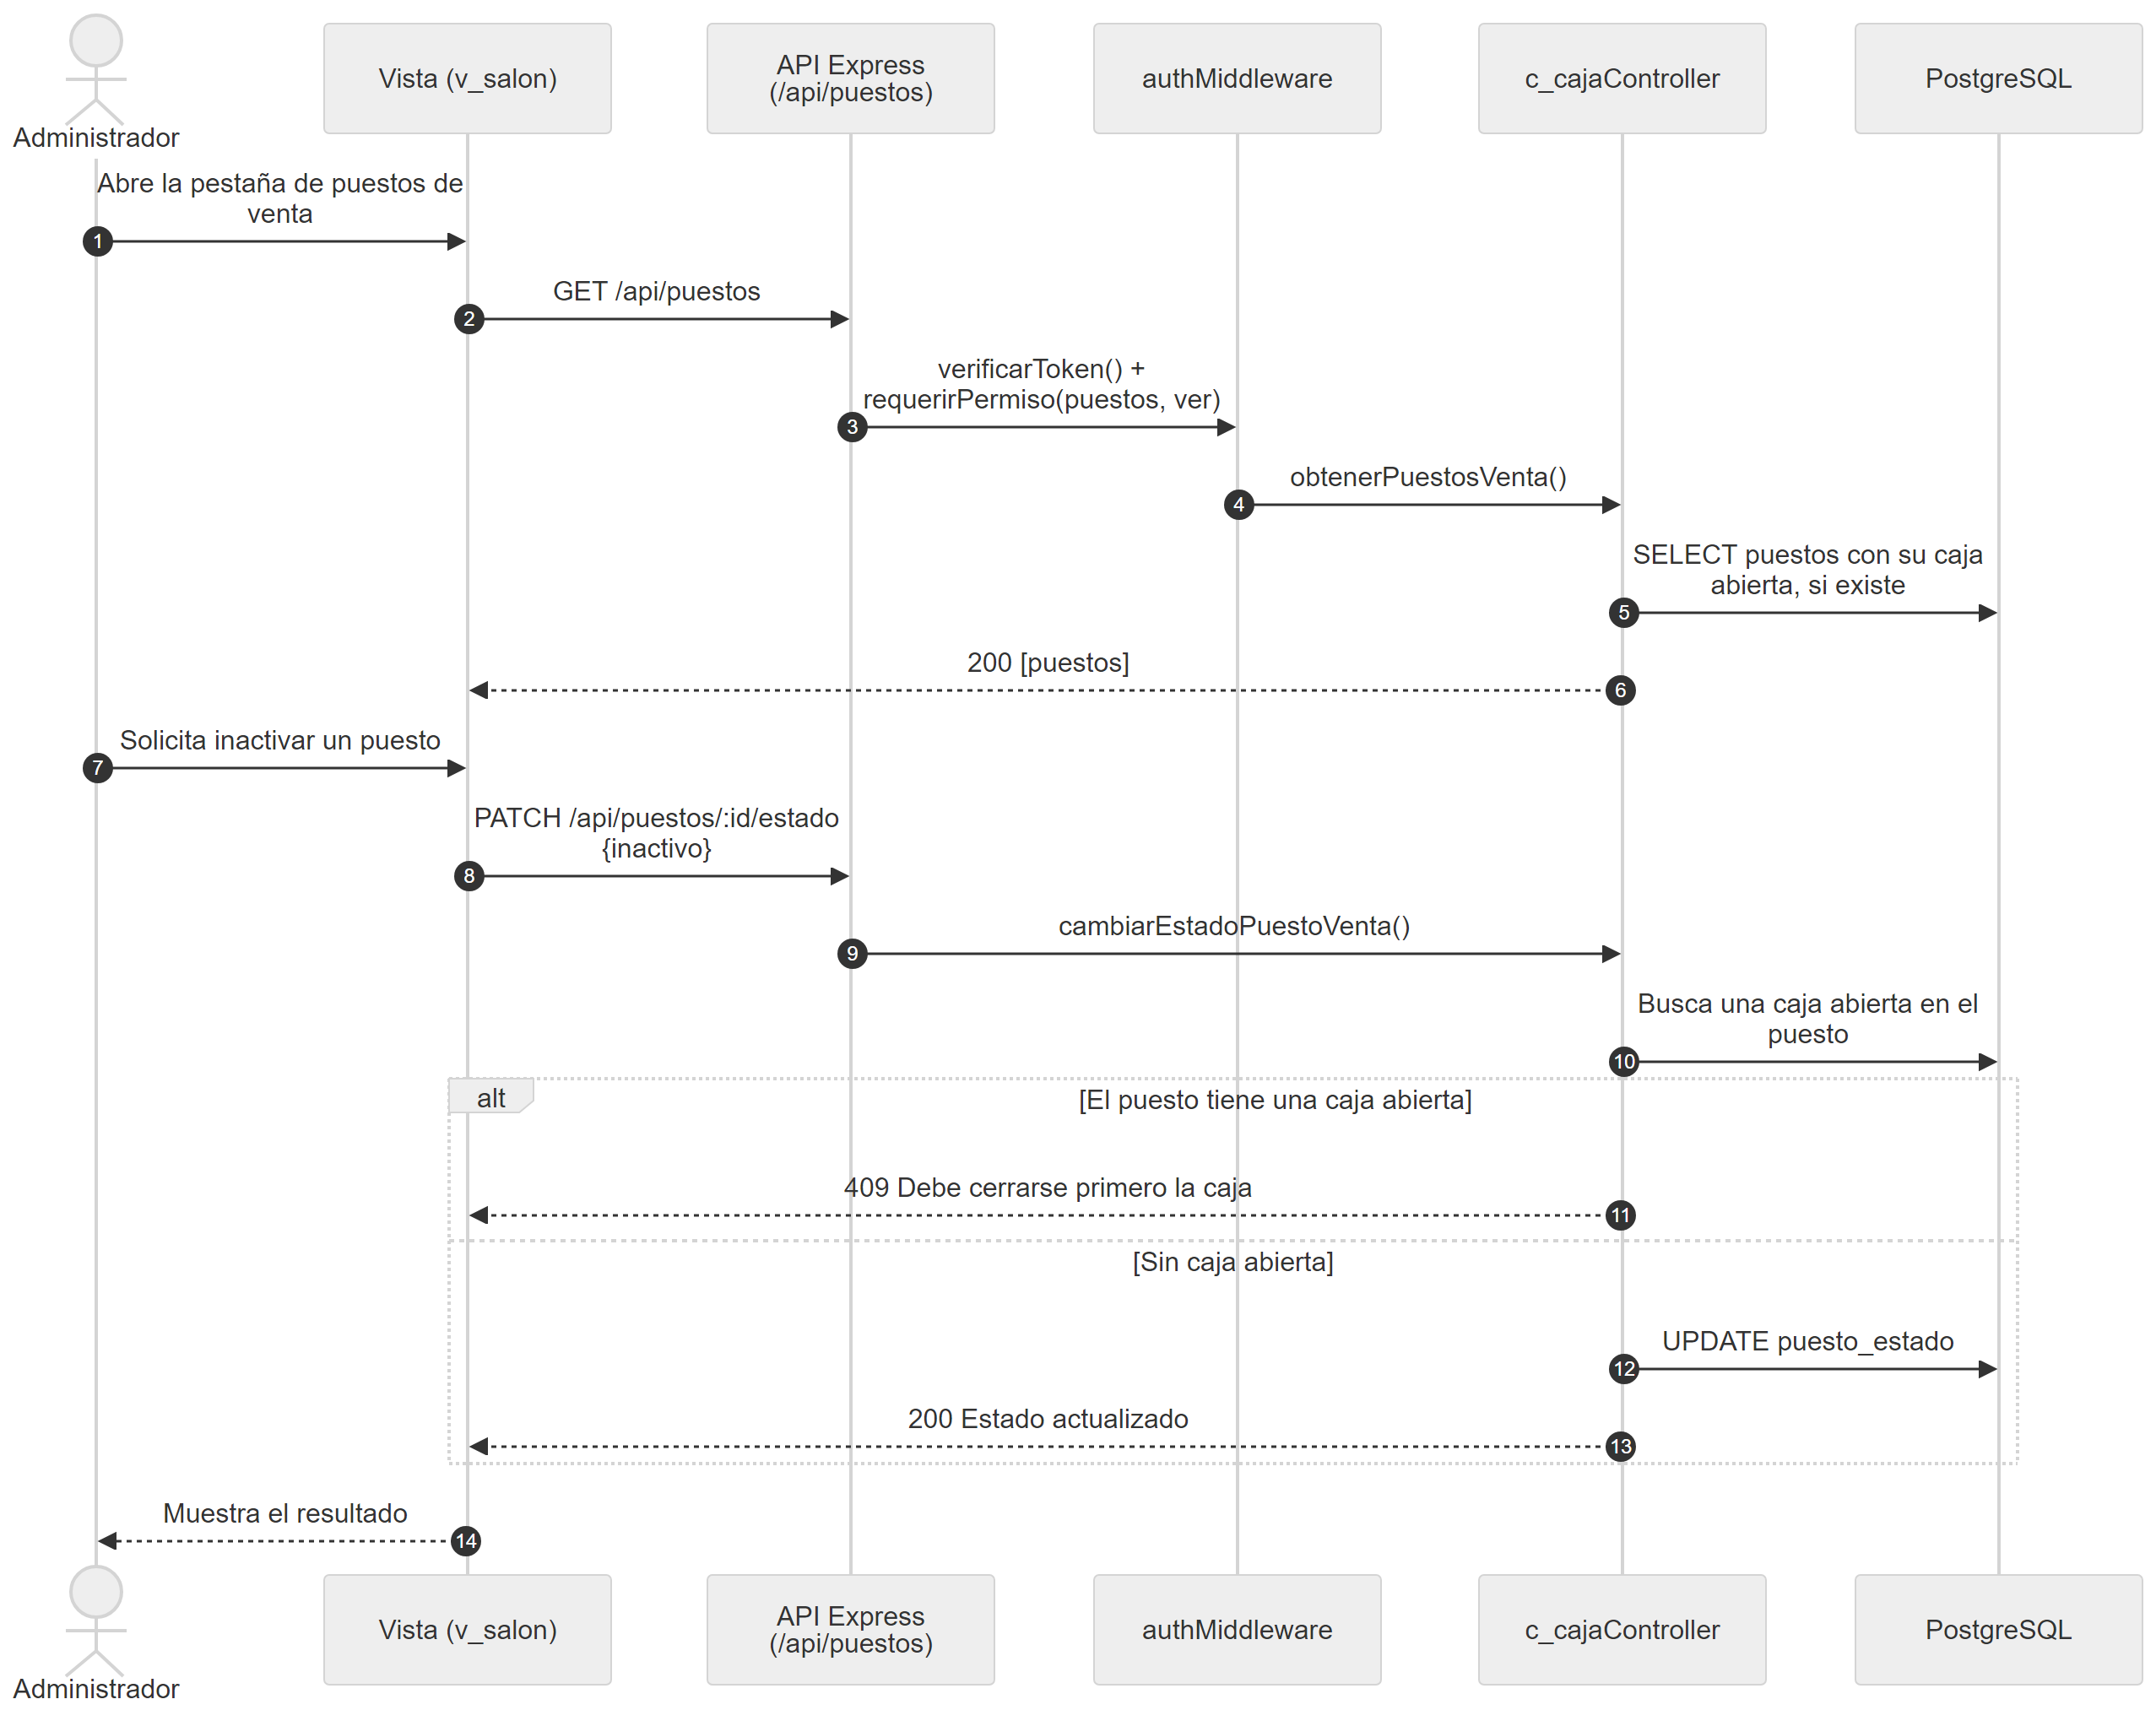 Administrador
Vista (v_salon)
API Express
(/api/puestos)
authMiddleware
c_cajaController
PostgreSQL
Abre la pestaña de puestos de
venta
1
GET /api/puestos
2
verificarToken() +
requerirPermiso(puestos, ver)
3
obtenerPuestosVenta()
4
SELECT puestos con su caja
abierta, si existe
5
200 [puestos]
6
Solicita inactivar un puesto
7
PATCH /api/puestos/:id/estado
{inactivo}
8
cambiarEstadoPuestoVenta()
9
Busca una caja abierta en el
puesto
10
alt
[El puesto tiene una caja abierta]
409 Debe cerrarse primero la caja
11
[Sin caja abierta]
UPDATE puesto_estado
12
200 Estado actualizado
13
Muestra el resultado
14
Administrador
Vista (v_salon)
API Express
(/api/puestos)
authMiddleware
c_cajaController
PostgreSQL